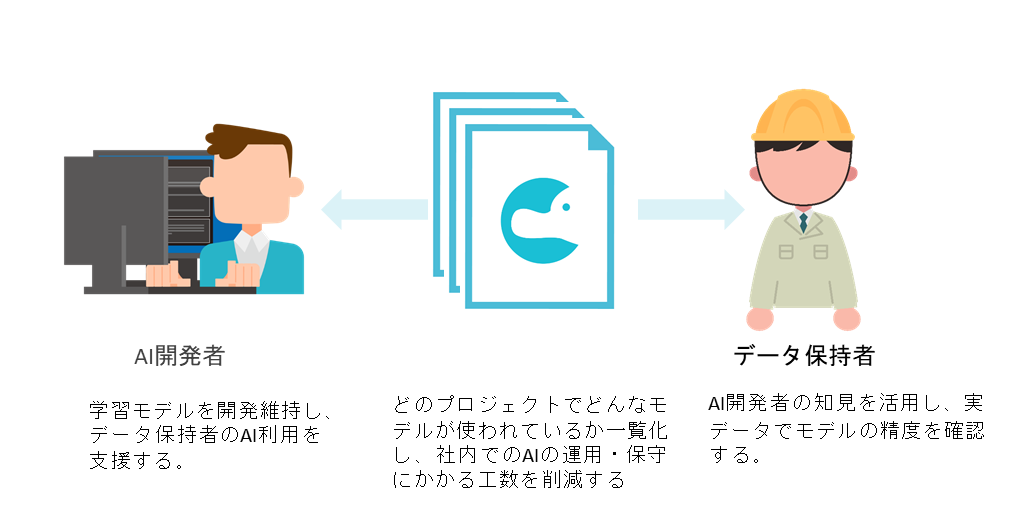 AI開発者
学習モデルを開発維持し、
データ保持者のAI利用を
支援する。
どのプロジェクトでどんなモ
デルが使われているか一覧化
し、社内でのAIの運用・保守
にかかる工数を削減する
データ保持者
AI開発者の知見を活用し、実
データでモデルの精度を確認
する。